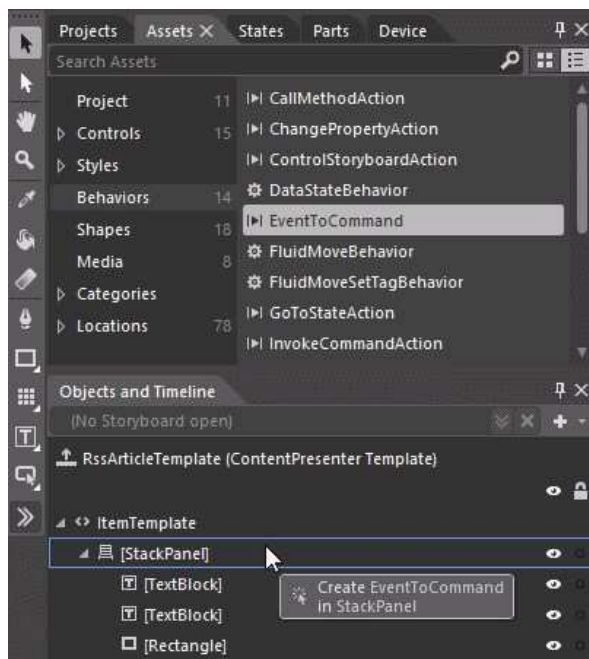 Projects Assets States Parts Device
Search Assets
Project 11
Controls 15
Styles
Behaviors 14
Shapes 18
Media 8
Categories
Locations 78
CallMethodAction
ChangePropertyAction
ControlStoryboardAction
DataStateBehavior
EventToCommand
FluidMoveBehavior
FluidMoveSetTagBehavior
GoToStateAction
InvokeCommandAction
Objects and Timeline
(No Storyboard open)
RssArticleTemplate (ContentPresenter Template)
ItemTemplate
[StackPanel]
[TextBlock]
[TextBlock]
[Rectangle]
Create EventToCommand
in StackPanel